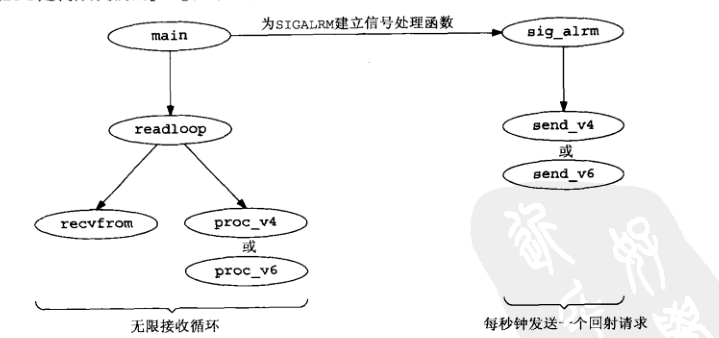 为SIGALRM建立信号处理函数
main
sig_alrm
readloop
send_v4
或
send_v6
recvfrom
proc_v4
或
proc_v6
无限接收循环
每秒钟发送一个回射请求